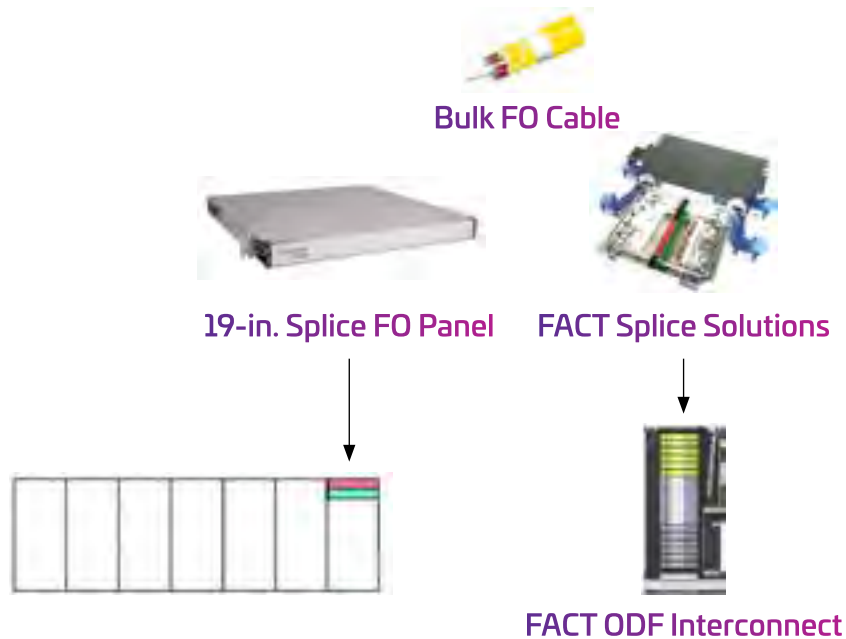 Bulk FO Cable
19-in. Splice FO Panel
FACT Splice Solutions
FACT ODF Interconnect